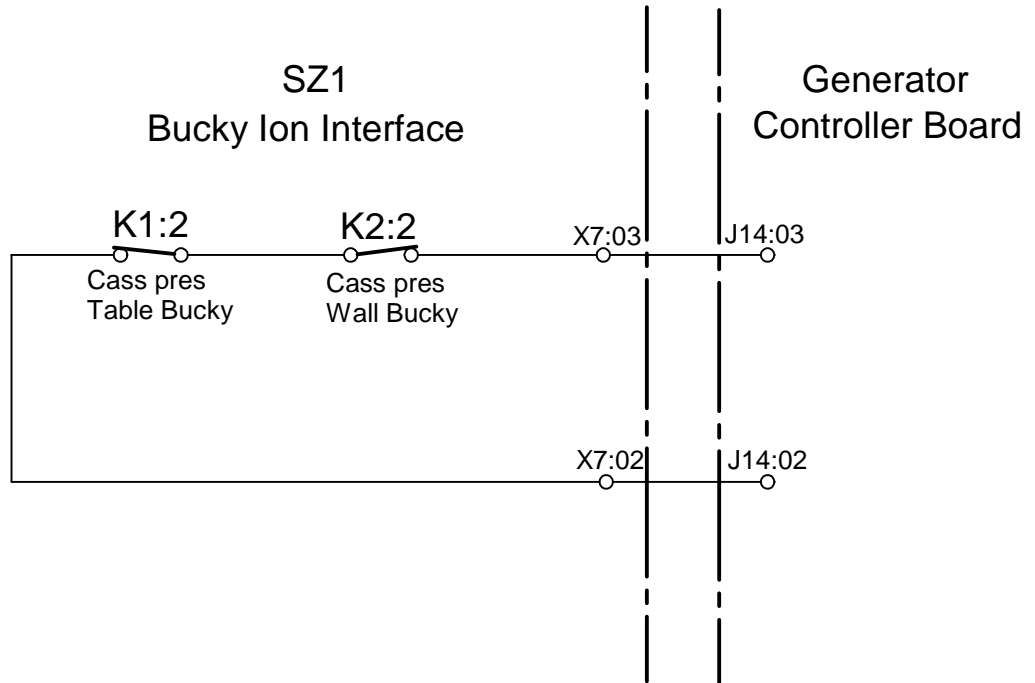 SZ1
Bucky Ion Interface
Generator
Controller Board
K1:2
Cass pres
Table Bucky
K2:2
Cass pres
Wall Bucky
X7:03
J14:03
X7:02
J14:02